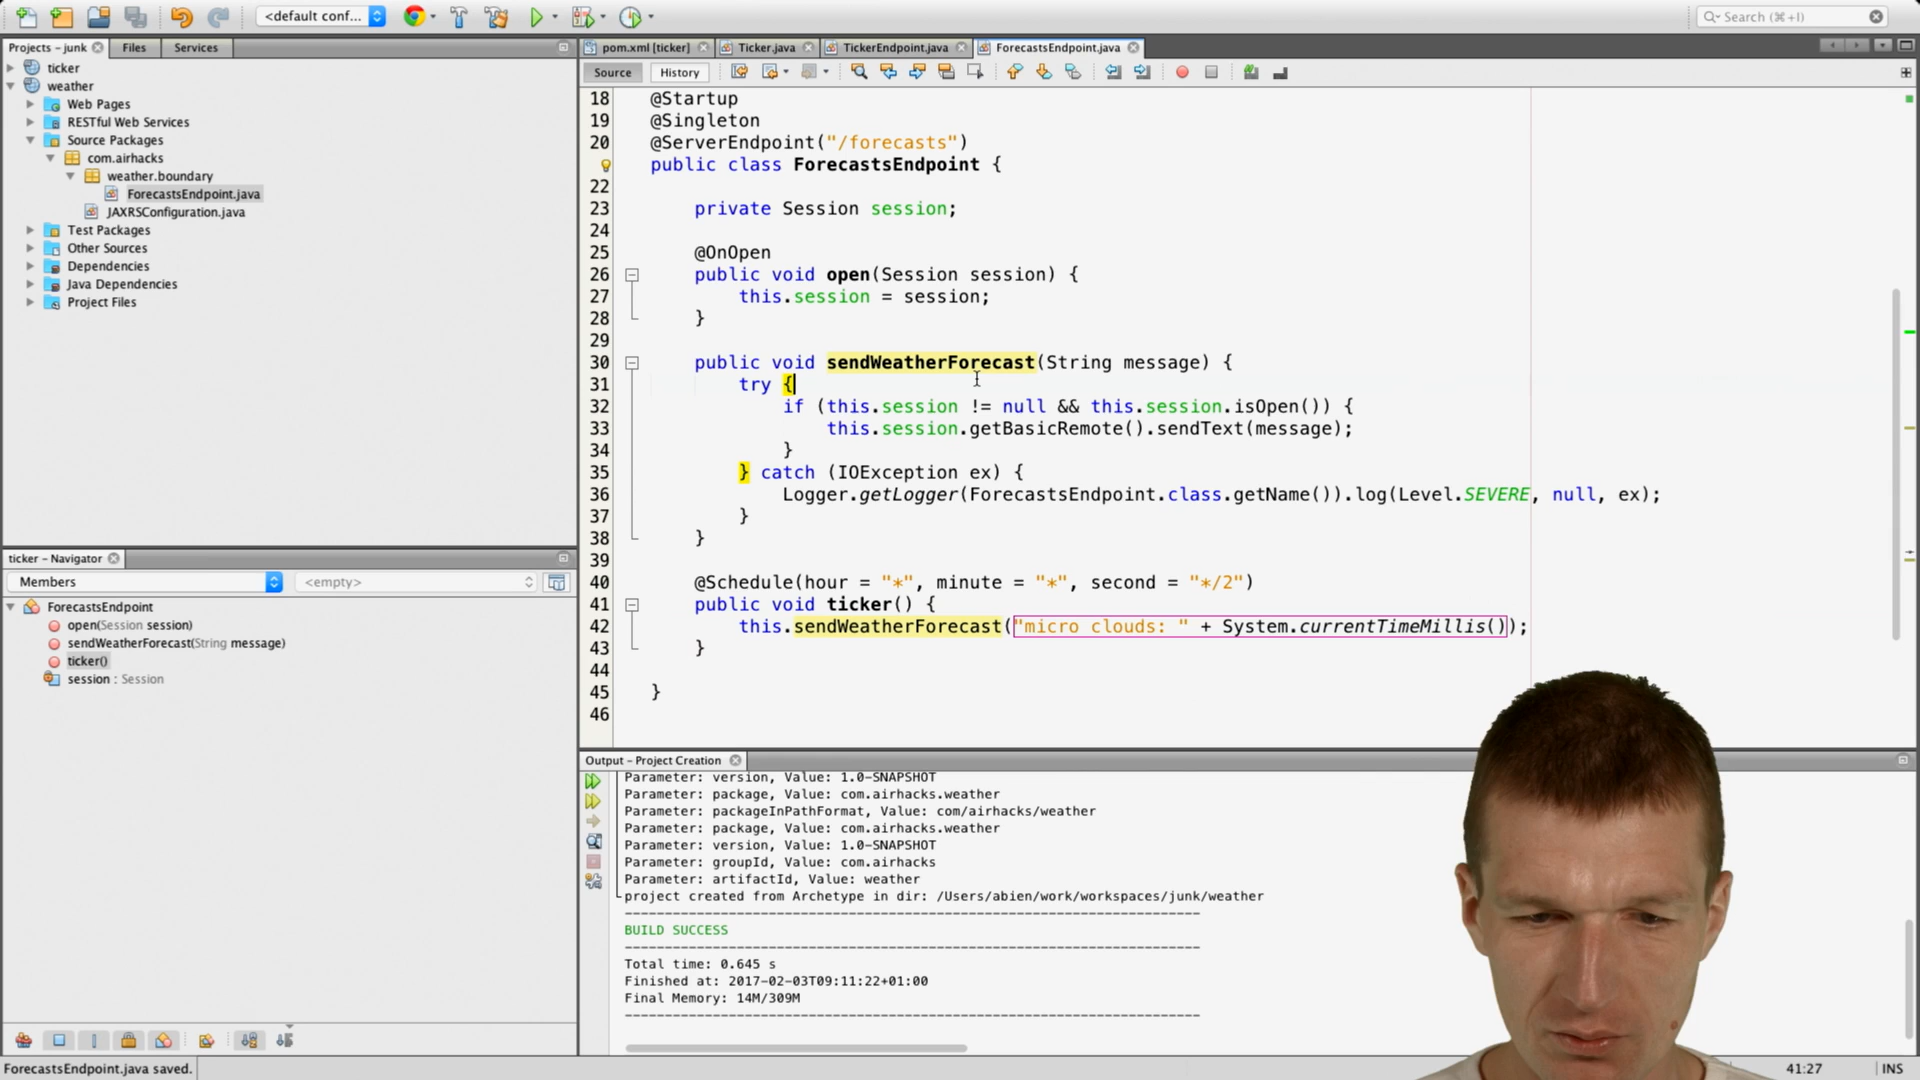 <default conf...
Search (⌘+I)
Projects – junk
Files
Services
pom.xml [ticker]
Ticker.java
TickerEndpoint.java
ForecastsEndpoint.java
Source
History
ticker
weather
Web Pages
RESTful Web Services
Source Packages
com.airhacks
weather.boundary
ForecastsEndpoint.java
JAXRSConfiguration.java
Test Packages
Other Sources
Dependencies
Java Dependencies
Project Files
18 @Startup
19 @Singleton
20 @ServerEndpoint("/forecasts")
public class ForecastsEndpoint {
22
23 private Session session;
24
25 @OnOpen
26 public void open(Session session) {
27 this.session = session;
28 }
29
30 public void sendWeatherForecast(String message) {
31 try {
32 if (this.session != null && this.session.isOpen()) {
33 this.session.getBasicRemote().sendText(message);
34 }
35 } catch (IOException ex) {
36 Logger.getLogger(ForecastsEndpoint.class.getName()).log(Level.SEVERE, null, ex);
37 }
38 }
39
40 @Schedule(hour = "*", minute = "*", second = "*/2")
41 public void ticker() {
42 this.sendWeatherForecast("micro clouds: " + System.currentTimeMillis());
43 }
44
45 }
46
ticker – Navigator
Members
<empty>
ForecastsEndpoint
open(Session session)
sendWeatherForecast(String message)
ticker()
session : Session
Output – Project Creation
Parameter: version, Value: 1.0-SNAPSHOT
Parameter: package, Value: com.airhacks.weather
Parameter: packageInPathFormat, Value: com/airhacks/weather
Parameter: package, Value: com.airhacks.weather
Parameter: version, Value: 1.0-SNAPSHOT
Parameter: groupId, Value: com.airhacks
Parameter: artifactId, Value: weather
project created from Archetype in dir: /Users/abien/work/workspaces/junk/weather
------------------------------------------------------------------------
BUILD SUCCESS
------------------------------------------------------------------------
Total time: 0.645 s
Finished at: 2017-02-03T09:11:22+01:00
Final Memory: 14M/309M
------------------------------------------------------------------------
ForecastsEndpoint.java saved.
41:27
INS